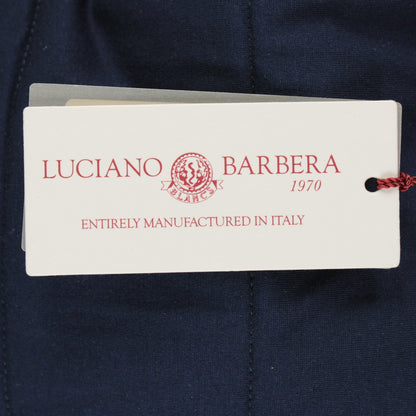 LUCIANO BARBERA
1970
ENTIRELY MANUFACTURED IN ITALY